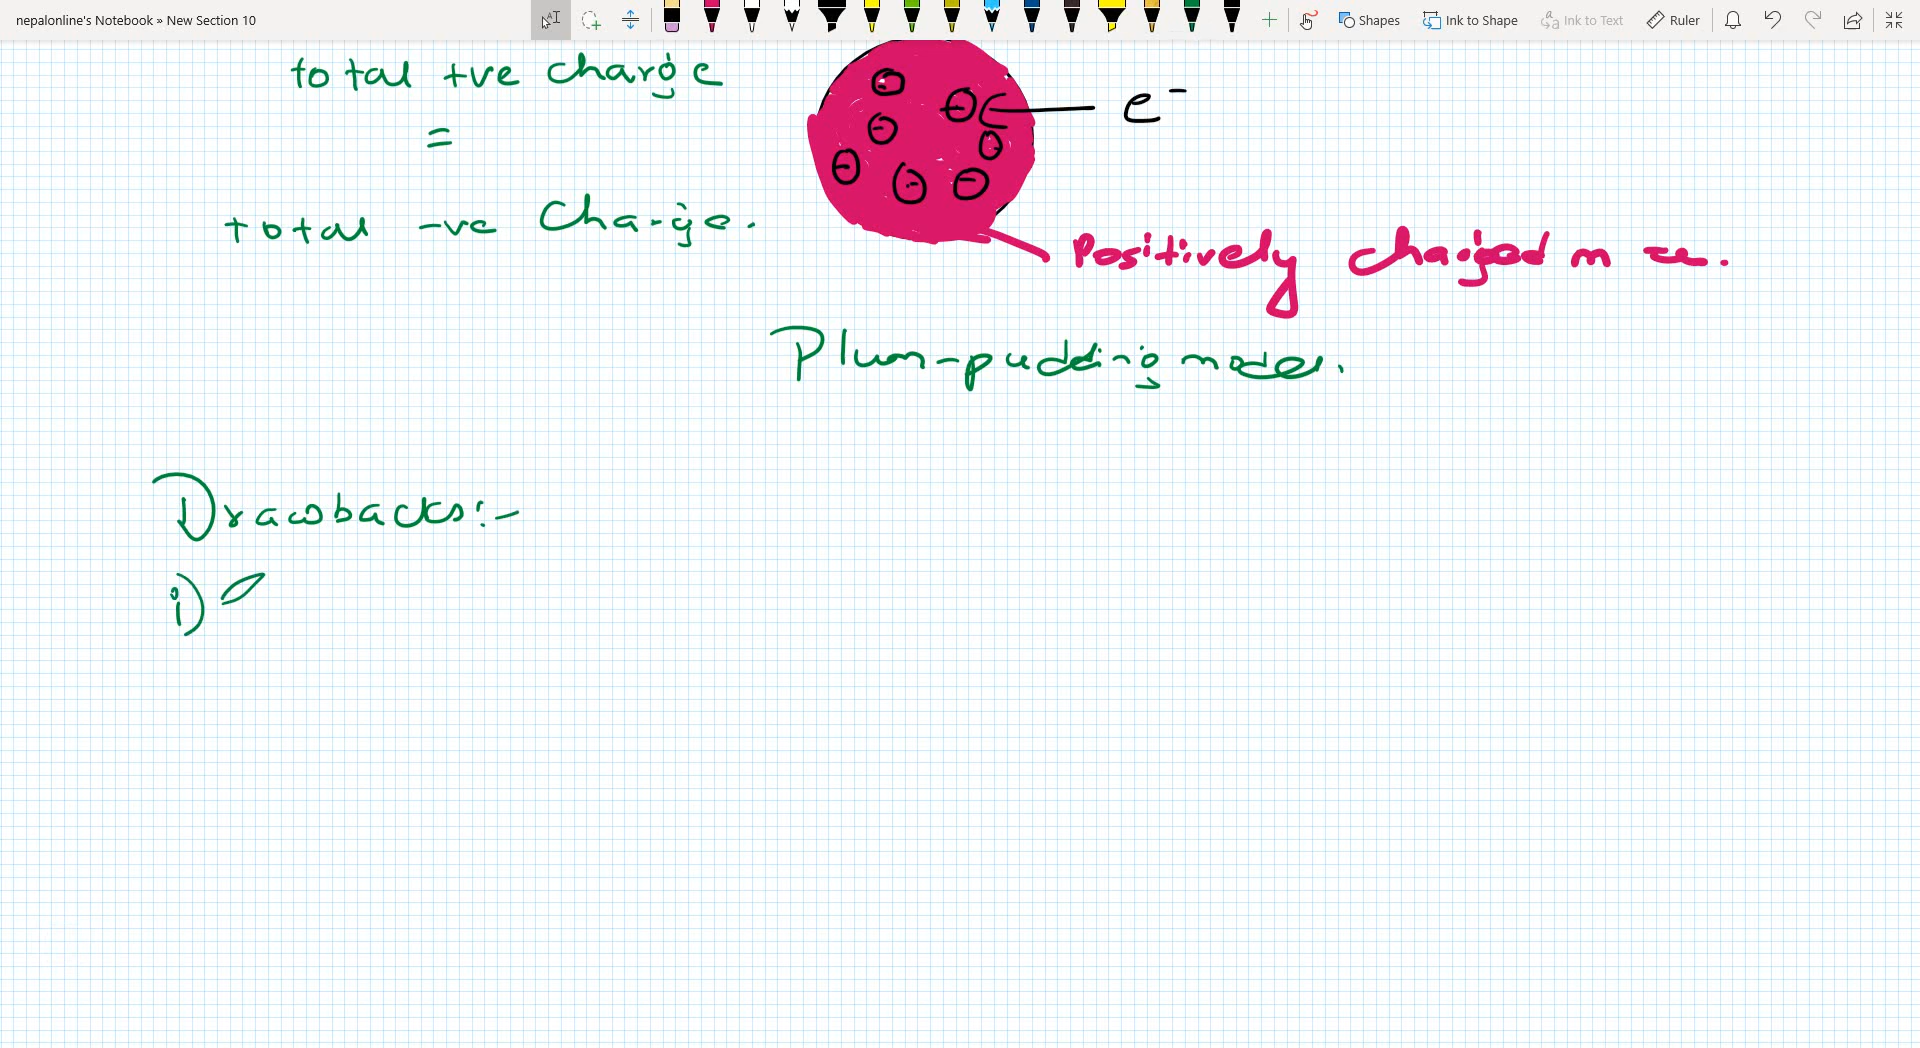 nepalonline's Notebook » New Section 10
Shapes
Ink to Shape
Ink to Text
Ruler
total +ve charge
=
total -ve Charge.
e⁻
Positively charged
Plum-pudding model.
Drawbacks:-
i)